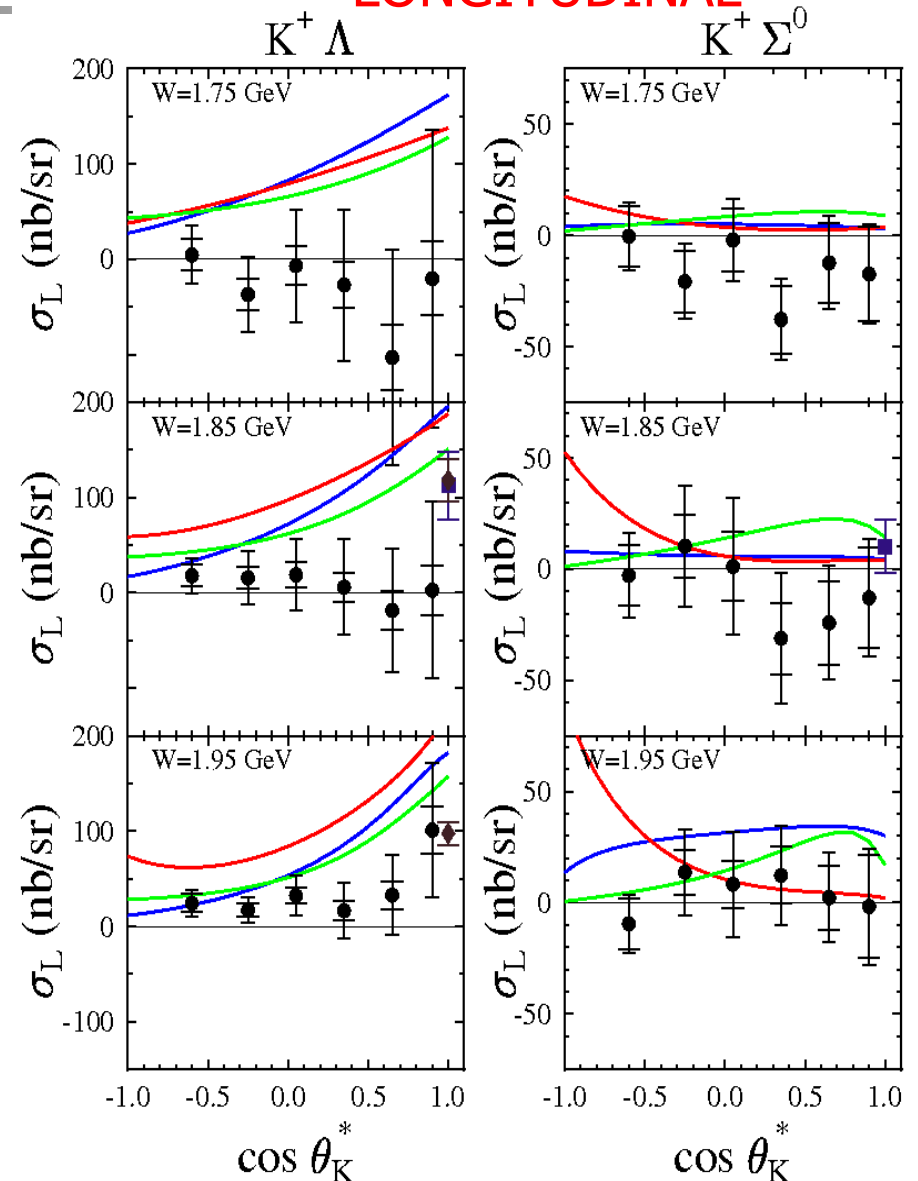 LONGITUDINAL
K+ Λ
K+ Σ0
200
100
0
W=1.75 GeV
σL (nb/sr)
50
0
-50
W=1.75 GeV
σL (nb/sr)
200
100
0
W=1.85 GeV
σL (nb/sr)
50
0
-50
W=1.85 GeV
σL (nb/sr)
200
100
0
-100
W=1.95 GeV
σL (nb/sr)
50
0
-50
W=1.95 GeV
σL (nb/sr)
-1.0 -0.5 0.0 0.5 1.0
cos θK*
-1.0 -0.5 0.0 0.5 1.0
cos θK*